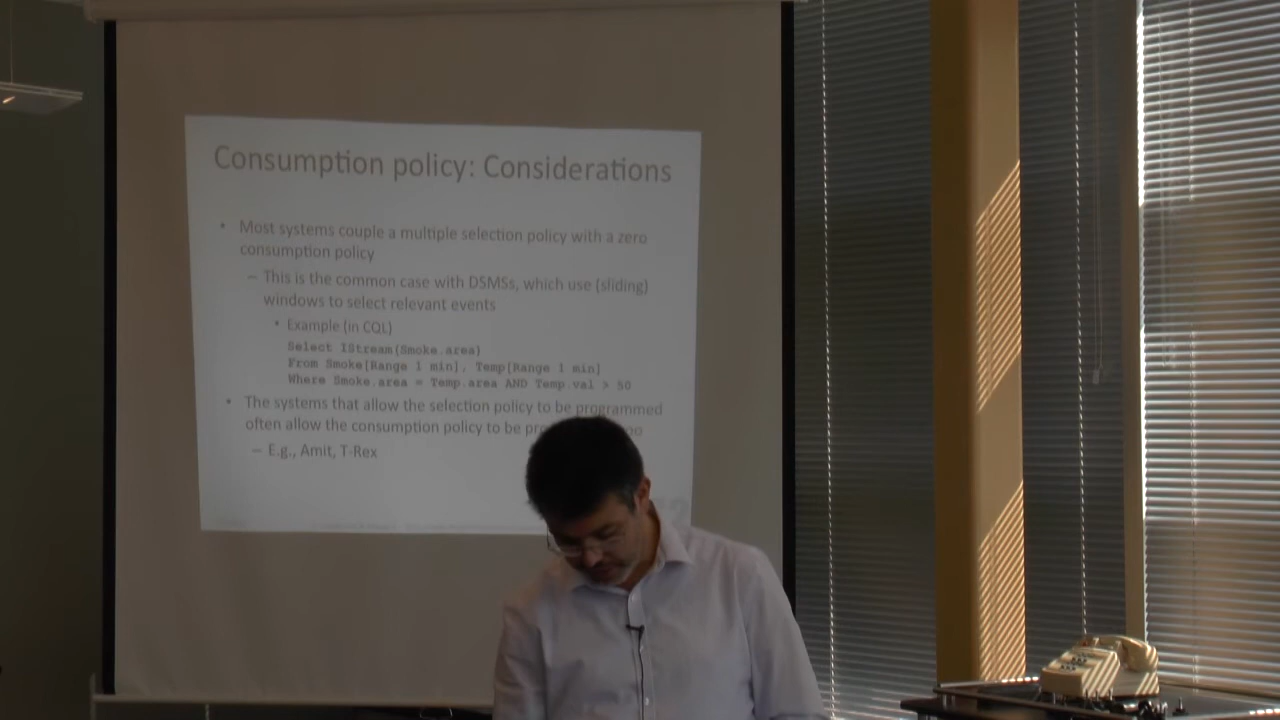 Consumption policy: Considerations
• Most systems couple a multiple selection policy with a zero
consumption policy
– This is the common case with DSMSs, which use (sliding)
windows to select relevant events
• Example (in CQL)
Select IStream(Smoke.area)
From Smoke[Range 1 min], Temp[Range 1 min]
Where Smoke.area = Temp.area AND Temp.val > 50
• The systems that allow the selection policy to be programmed
often allow the consumption policy to be
– E.g., Amit, T-Rex